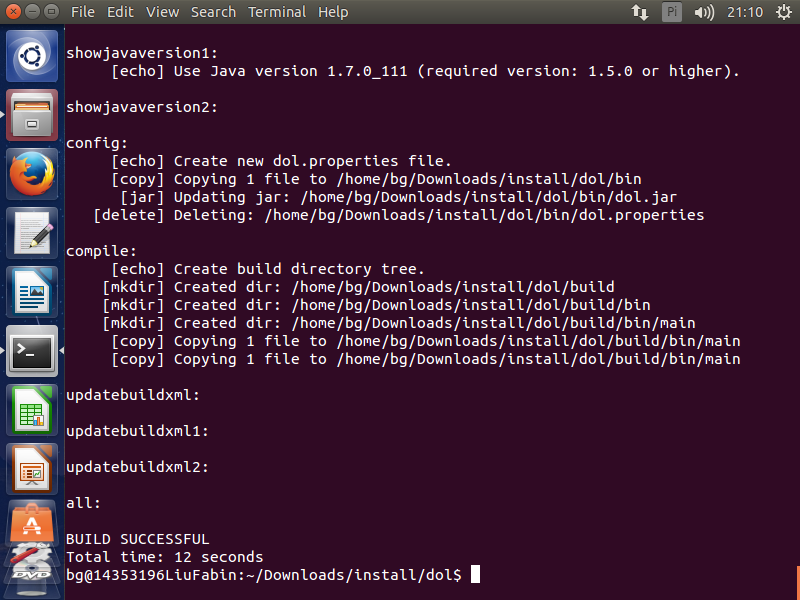 File Edit View Search Terminal Help
Pi
21:10
showjavaversion1:
[echo] Use Java version 1.7.0_111 (required version: 1.5.0 or higher).
showjavaversion2:
config:
[echo] Create new dol.properties file.
[copy] Copying 1 file to /home/bg/Downloads/install/dol/bin
[jar] Updating jar: /home/bg/Downloads/install/dol/bin/dol.jar
[delete] Deleting: /home/bg/Downloads/install/dol/bin/dol.properties
compile:
[echo] Create build directory tree.
[mkdir] Created dir: /home/bg/Downloads/install/dol/build
[mkdir] Created dir: /home/bg/Downloads/install/dol/build/bin
[mkdir] Created dir: /home/bg/Downloads/install/dol/build/bin/main
[copy] Copying 1 file to /home/bg/Downloads/install/dol/build/bin/main
[copy] Copying 1 file to /home/bg/Downloads/install/dol/build/bin/main
updatebuildxml:
updatebuildxml1:
updatebuildxml2:
all:
BUILD SUCCESSFUL
Total time: 12 seconds
bg@14353196LiuFabin:~/Downloads/install/dol$
>_
A
DVD